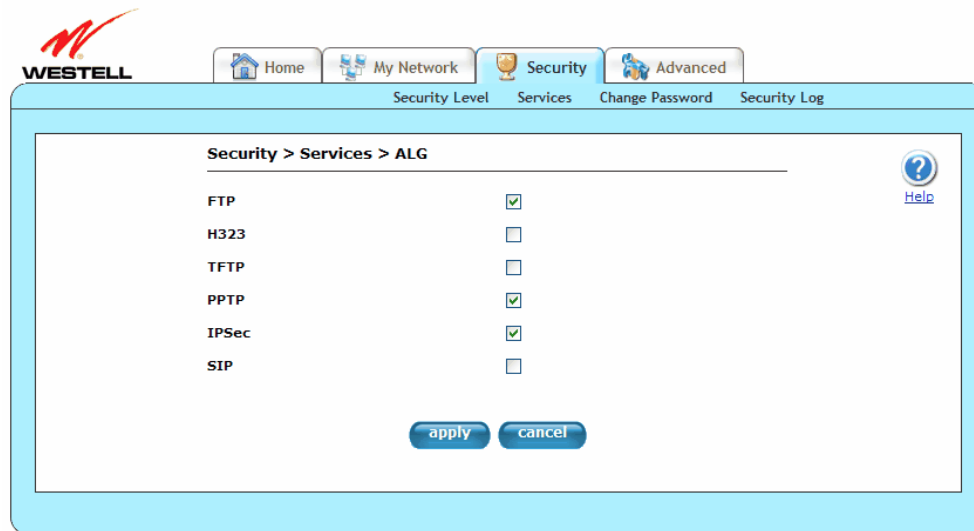 WESTELL
Home My Network Security Advanced
Security Level Services Change Password Security Log
Security > Services > ALG
Help
FTP
H323
TFTP
PPTP
IPSec
SIP
apply cancel